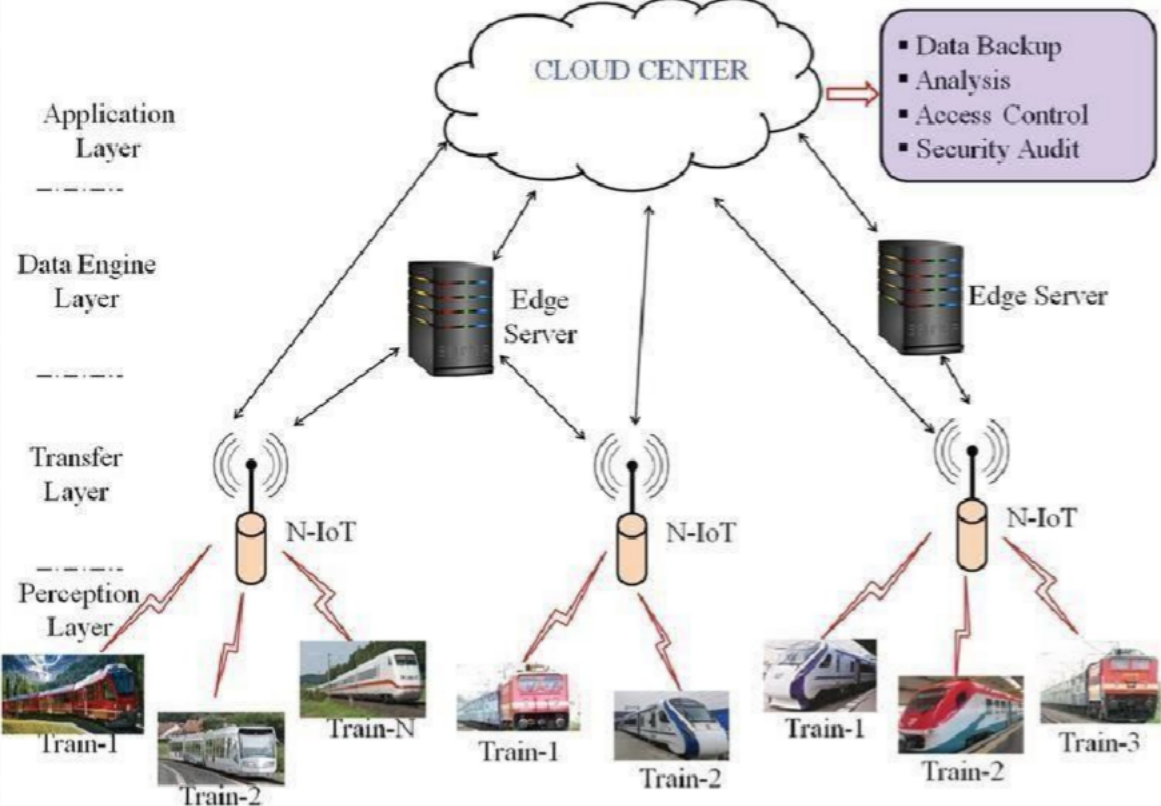 CLOUD CENTER
▪ Data Backup
▪ Analysis
▪ Access Control
▪ Security Audit
Application
Layer
Data Engine
Layer
Edge
Server
Edge Server
Transfer
Layer
N-IoT
N-IoT
N-IoT
Perception
Layer
Train-1
Train-2
Train-N
Train-1
Train-2
Train-1
Train-2
Train-3